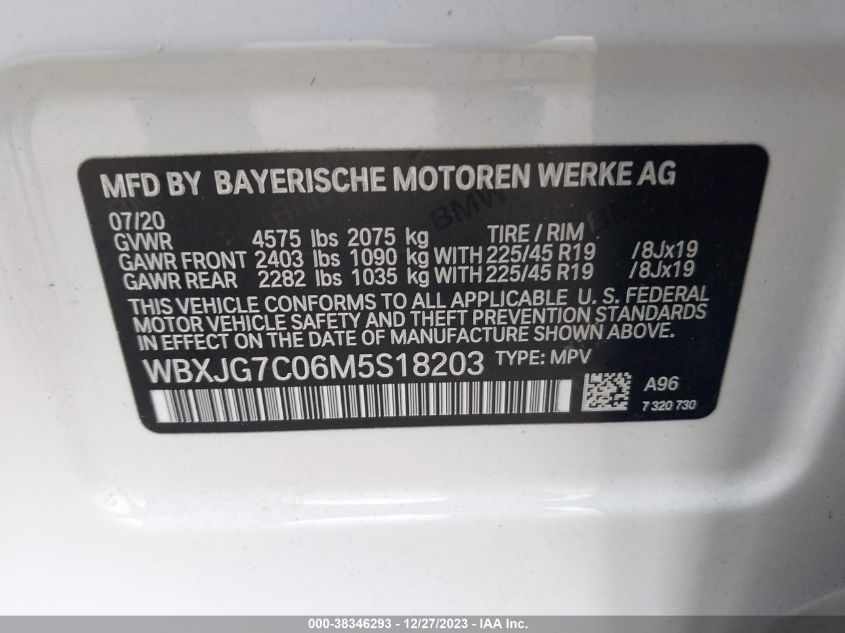 MFD BY BAYERISCHE MOTOREN WERKE AG
07/20
GVWR 4575 lbs 2075 kg TIRE / RIM
GAWR FRONT 2403 lbs 1090 kg WITH 225/45 R19 /8Jx19
GAWR REAR 2282 lbs 1035 kg WITH 225/45 R19 /8Jx19
THIS VEHICLE CONFORMS TO ALL APPLICABLE U. S. FEDERAL
MOTOR VEHICLE SAFETY AND THEFT PREVENTION STANDARDS
IN EFFECT ON THE DATE OF MANUFACTURE SHOWN ABOVE.
WBXJG7C06M5S18203 TYPE: MPV
A96
7 320 730
000-38346293 - 12/27/2023 - IAA Inc.